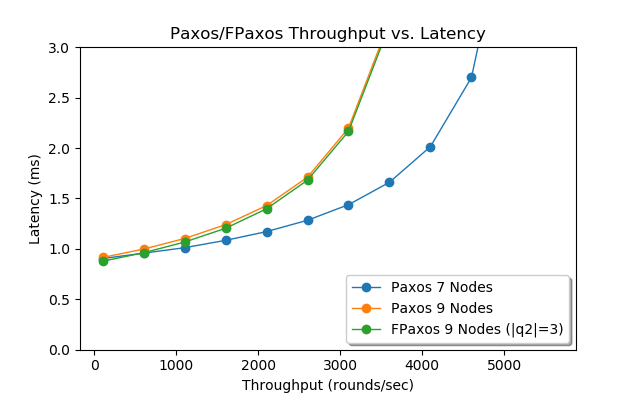 Paxos/FPaxos Throughput vs. Latency
3.0
2.5
2.0
1.5
1.0
0.5
0.0
Latency (ms)
Paxos 7 Nodes
Paxos 9 Nodes
FPaxos 9 Nodes (|q2|=3)
0 1000 2000 3000 4000 5000
Throughput (rounds/sec)